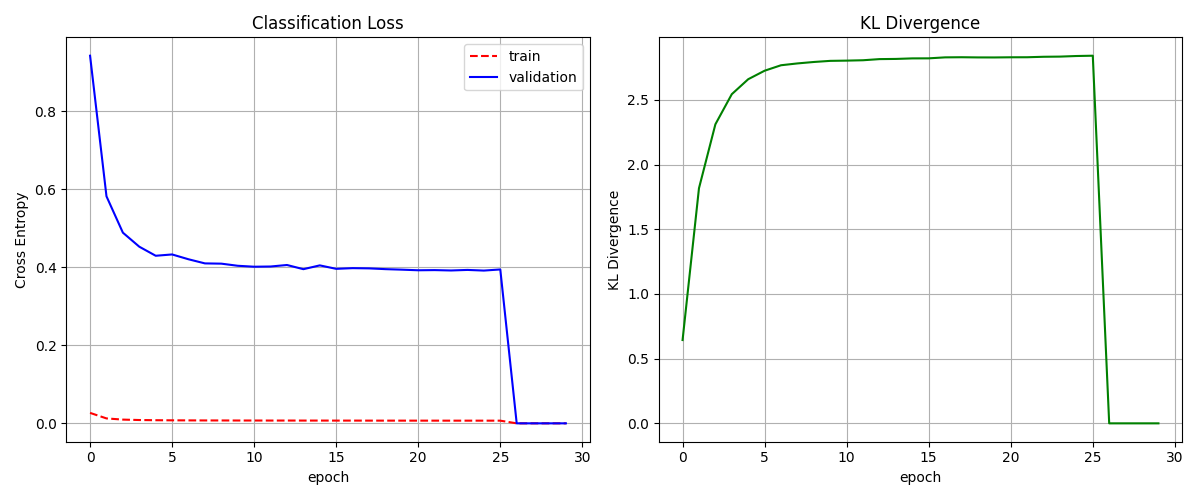 Classification Loss
train
validation
0.8
0.6
0.4
0.2
0.0
Cross Entropy
0 5 10 15 20 25 30
epoch
KL Divergence
2.5
2.0
1.5
1.0
0.5
0.0
KL Divergence
0 5 10 15 20 25 30
epoch